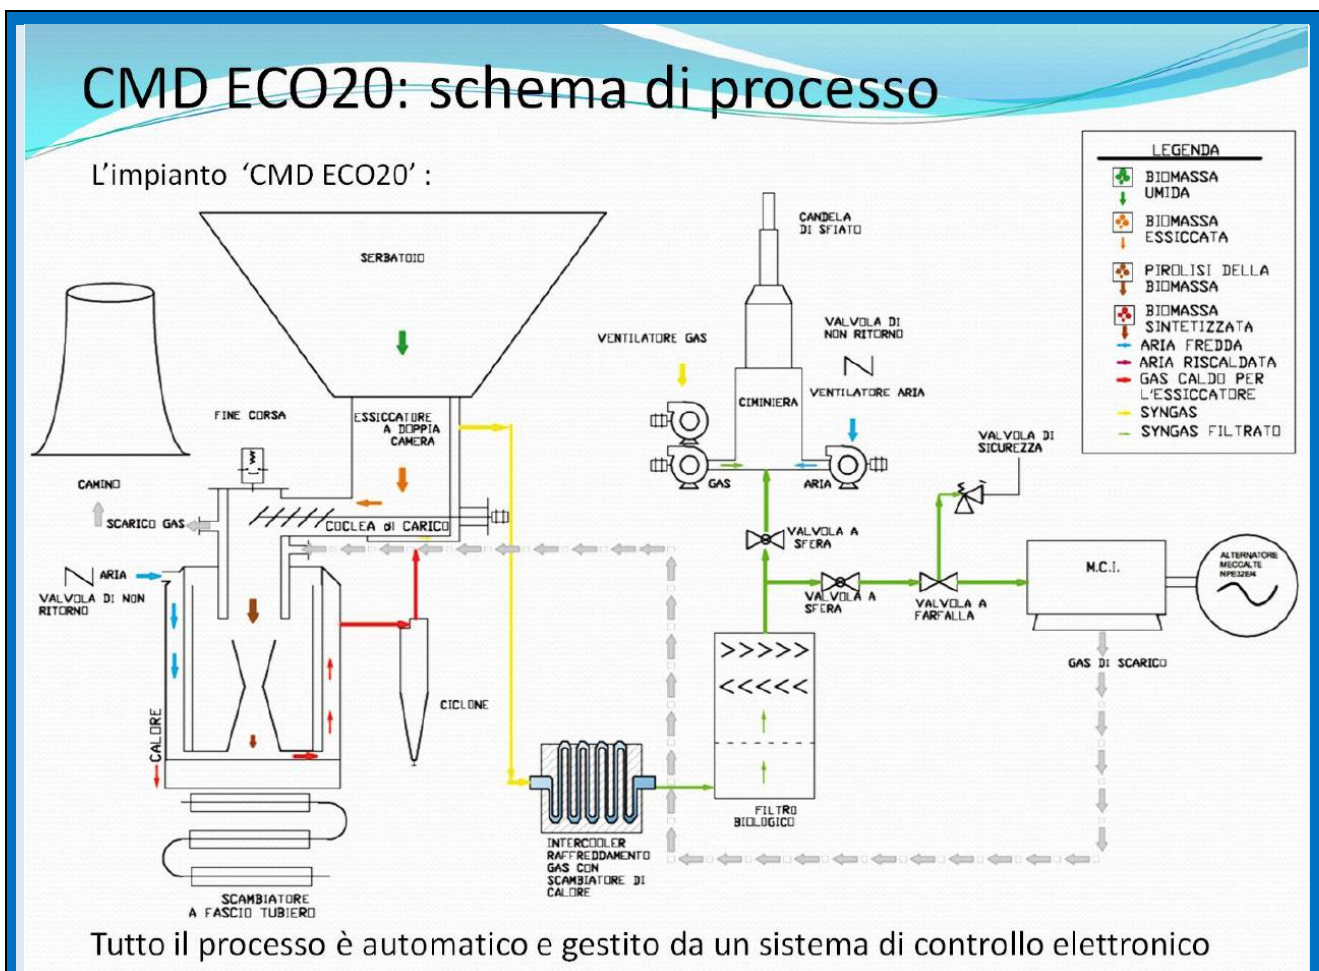 CMD ECO20: schema di processo
L'impianto 'CMD ECO20' :
LEGENDA
BIOMASSA
UMIDA
BIOMASSA
ESSICCATA
PIROLISI DELLA
BIOMASSA
BIOMASSA
SINTETIZZATA
ARIA FREDDA
ARIA RISCALDATA
GAS CALDO PER
L'ESSICCATORE
SYNGAS
SYNGAS FILTRATO
SERBATOIO
CANDELA
DI SFIATO
VALVOLA DI
NON RITORNO
VENTILATORE GAS
VENTILATORE ARIA
CIMINIERA
FINE CORSA
ESSICCATORE
A DOPPIA
CAMERA
VALVOLA DI
SICUREZZA
CAMINO
GAS
ARIA
SCARICO GAS
COCLEA di CARICO
VALVOLA A
SFERA
ARIA
VALVOLA DI NON
RITORNO
VALVOLA A
SFERA
VALVOLA A
FARFALLA
M.C.I.
ALTERNATORE
MECCALTE
NPE32E/4
GAS DI SCARICO
CALORE
CICLONE
FILTRO
BIOLOGICO
INTERCOOLER
RAFFREDDAMENTO
GAS CON
SCAMBIATORE DI
CALORE
SCAMBIATORE
A FASCIO TUBIERO
Tutto il processo è automatico e gestito da un sistema di controllo elettronico